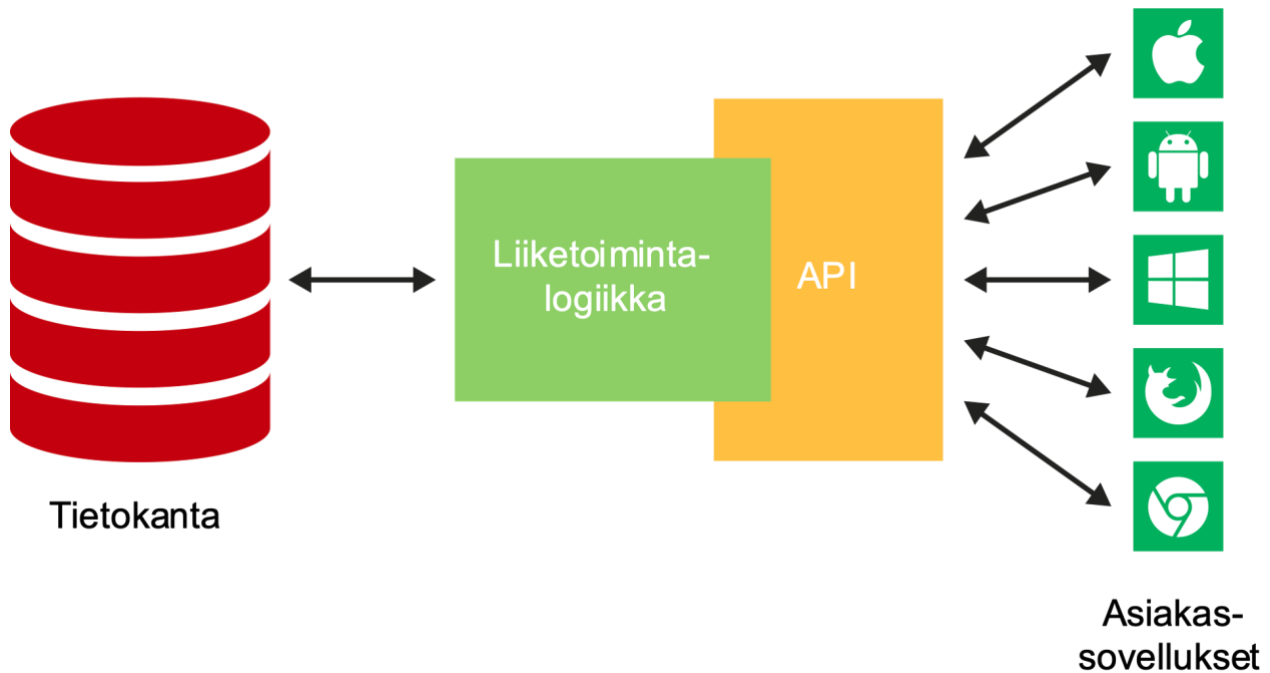 Liiketoiminta-
logiikka
API
Tietokanta
Asiakas-
sovellukset